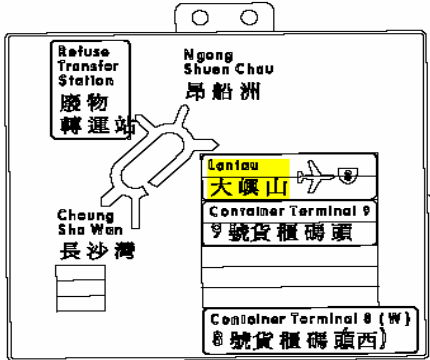 Refuse
Transfer
Station
廢物
轉運站
Ngong
Shuen Chau
昂船洲
Lantau
大嶼山
8
Container Terminal 9
9號貨櫃碼頭
Cheung
Sha Wan
長沙灣
Container Terminal 8 (W)
8號貨櫃碼頭(西)